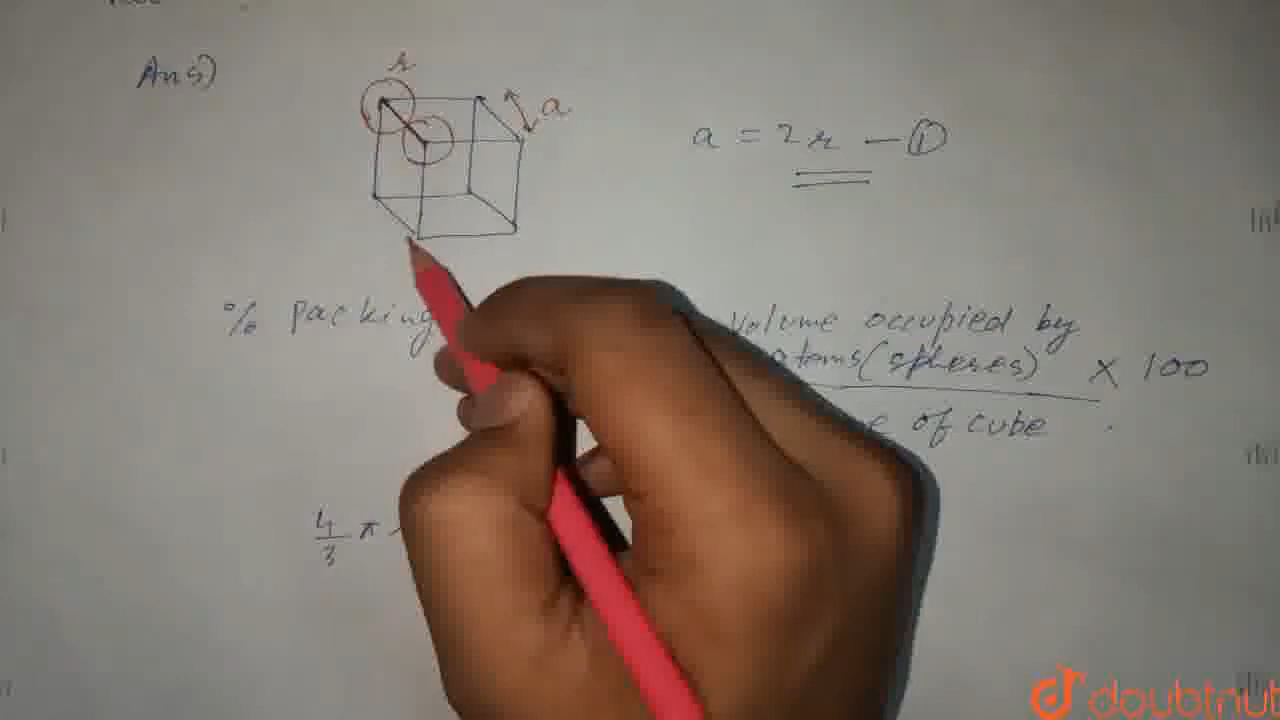 Ans)
r
a
a = 2r — ①
% packing
volume occupied by
atoms (spheres) × 100
of cube
4/3 π
doubtnut